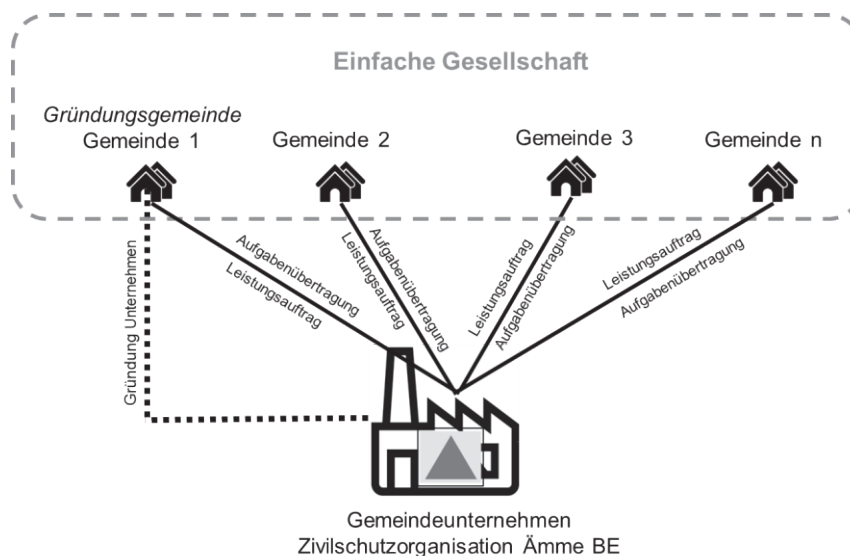 Einfache Gesellschaft
Gründungsgemeinde
Gemeinde 1
Gemeinde 2
Gemeinde 3
Gemeinde n
Gründung Unternehmen
Aufgabenübertragung
Leistungsauftrag
Aufgabenübertragung
Leistungsauftrag
Leistungsauftrag
Aufgabenübertragung
Leistungsauftrag
Aufgabenübertragung
Gemeindeunternehmen
Zivilschutzorganisation Ämme BE